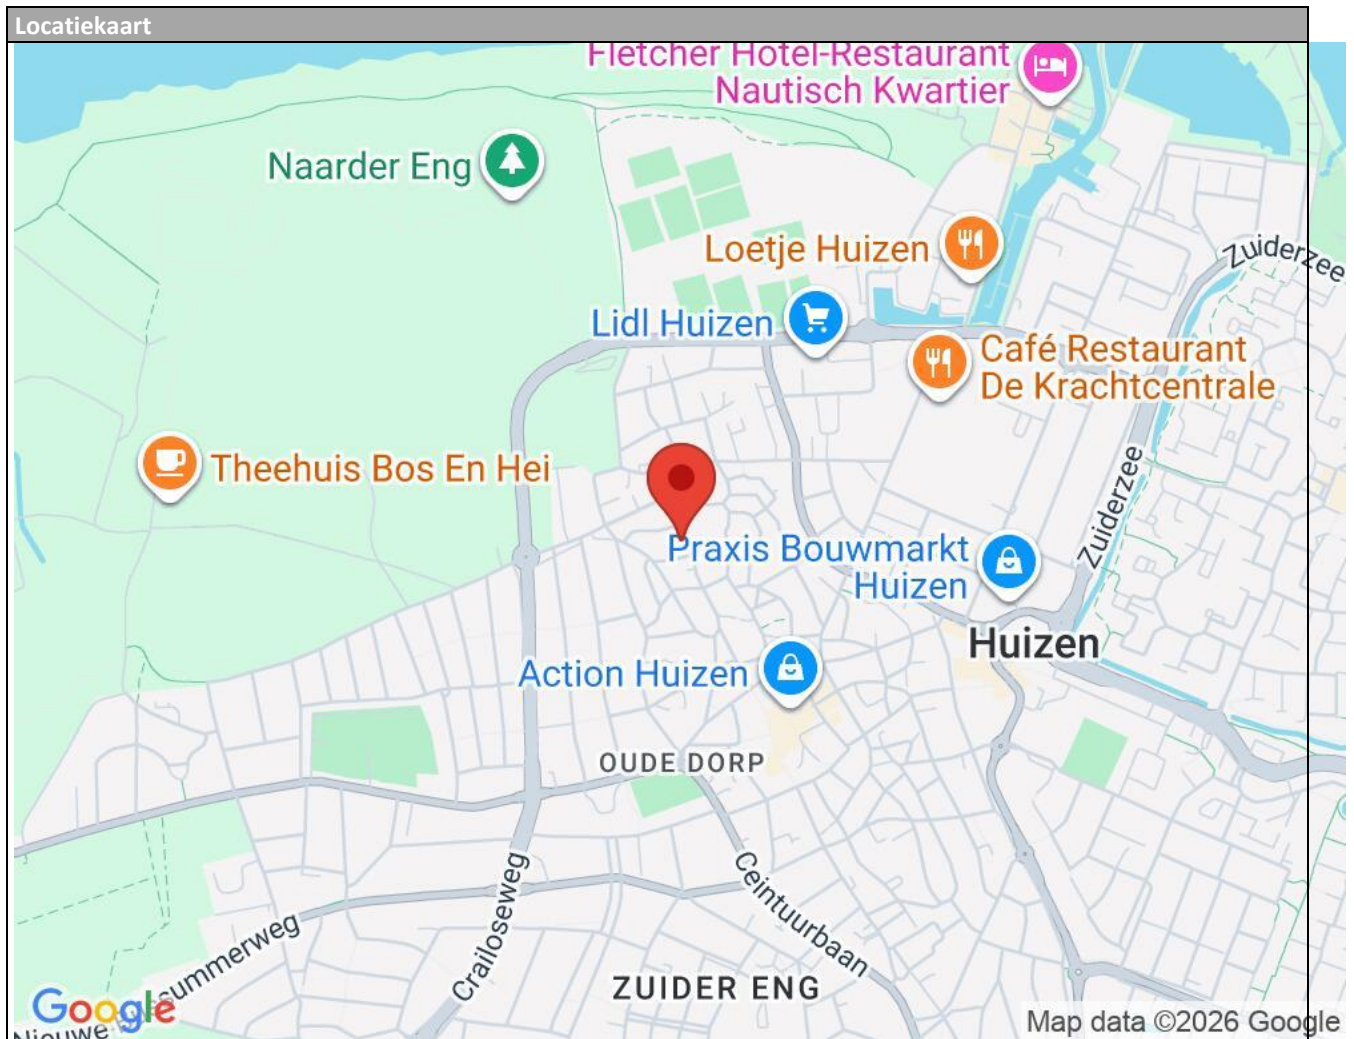 Locatiekaart
Fletcher Hotel-Restaurant
Nautisch Kwartier
Naarder Eng
Loetje Huizen
Zuiderzee
Lidl Huizen
Café Restaurant
De Krachtcentrale
Theehuis Bos En Hei
Zuiderzee
Praxis Bouwmarkt
Huizen
Huizen
Action Huizen
OUDE DORP
Ceintuurbaan
Crailoseweg
ZUIDER ENG
Google
Map data ©2026 Google